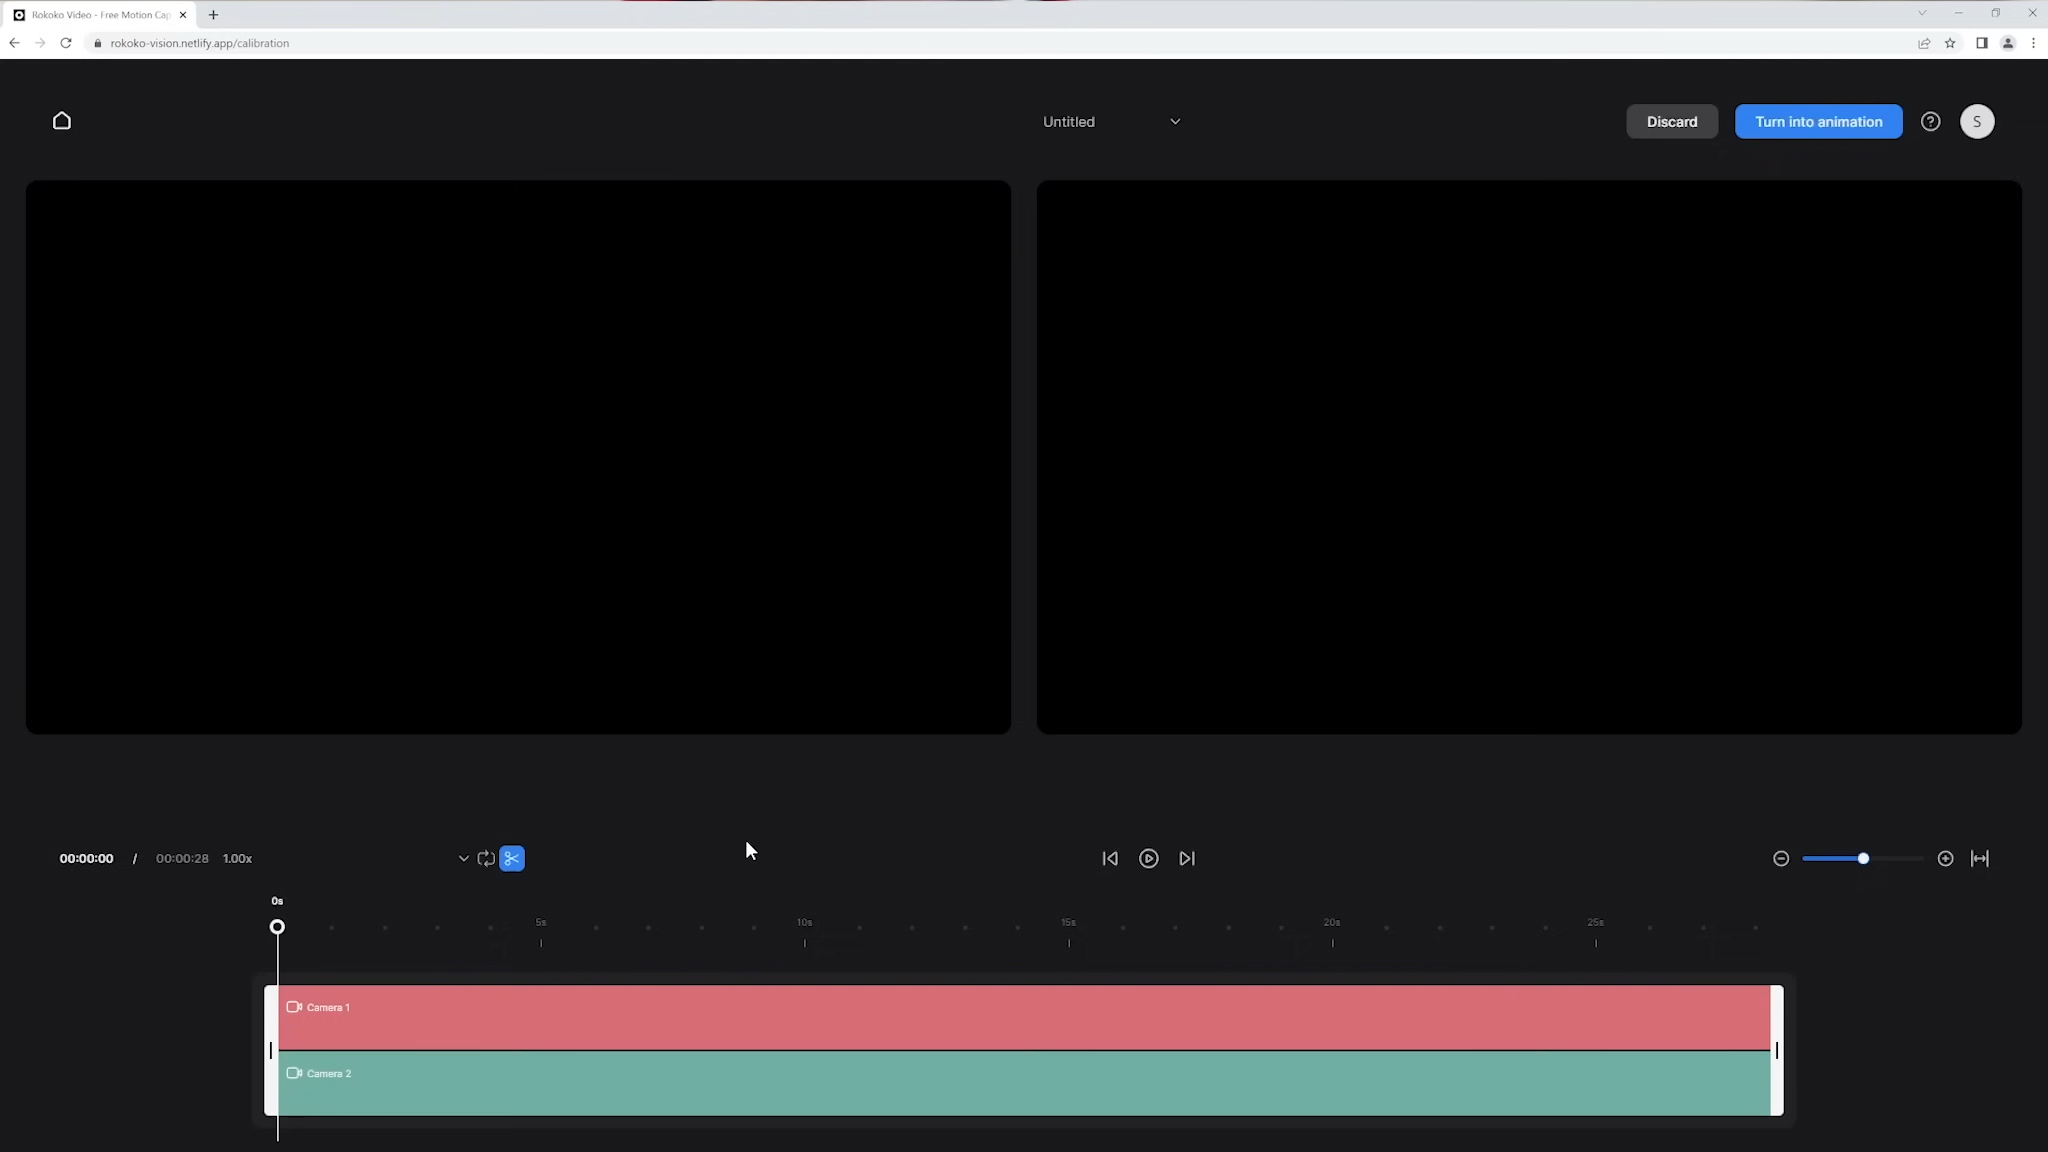 Rokoko Video - Free Motion Cap
rokoko-vision.netlify.app/calibration
Untitled
Discard
Turn into animation
S
00:00:00 / 00:00:28 1.00x
0s
5s 10s 15s 20s 25s
Camera 1
Camera 2